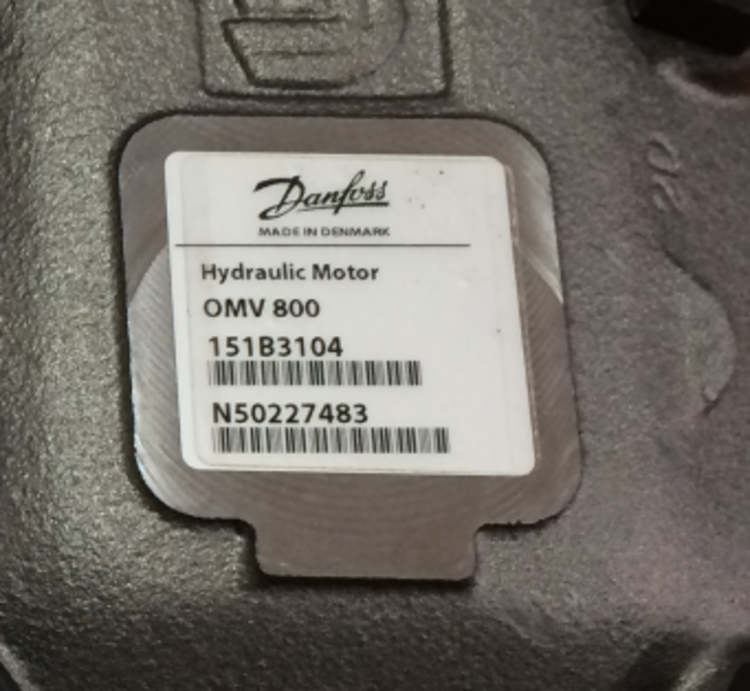 Danfoss
MADE IN DENMARK
Hydraulic Motor
OMV 800
151B3104
N50227483